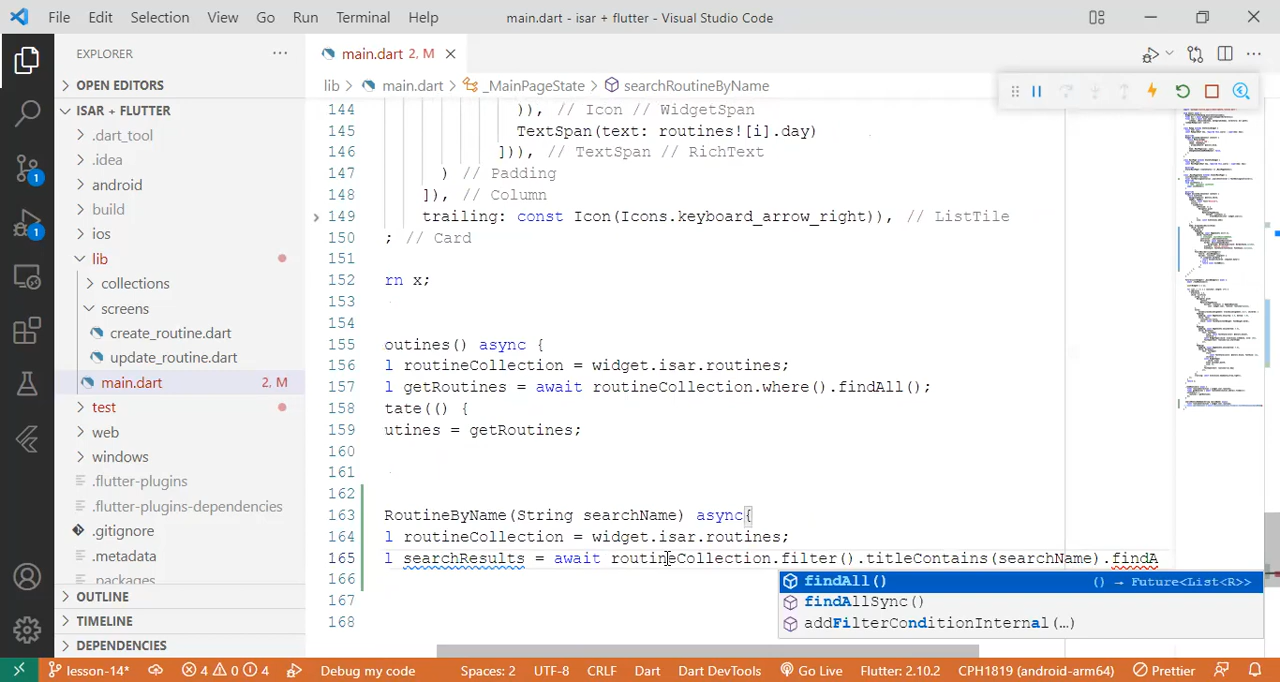 File Edit Selection View Go Run Terminal Help main.dart - isar + flutter - Visual Studio Code
EXPLORER
OPEN EDITORS
ISAR + FLUTTER
.dart_tool
.idea
android
build
ios
lib
collections
screens
create_routine.dart
update_routine.dart
main.dart 2, M
test
web
windows
.flutter-plugins
.flutter-plugins-dependencies
.gitignore
.metadata
.packages
OUTLINE
TIMELINE
DEPENDENCIES
1
1
main.dart 2, M
lib > main.dart > _MainPageState > searchRoutineByName
144 )), // Icon // WidgetSpan
145 TextSpan(text: routines![i].day)
146 ])), // TextSpan // RichText
147 ) // Padding
148 ]), // Column
149 trailing: const Icon(Icons.keyboard_arrow_right)), // ListTile
150 ; // Card
151
152 rn x;
153
154
155 outines() async {
156 l routineCollection = widget.isar.routines;
157 l getRoutines = await routineCollection.where().findAll();
158 tate(() {
159 utines = getRoutines;
160
161
162
163 RoutineByName(String searchName) async{
164 l routineCollection = widget.isar.routines;
165 l searchResults = await routineCollection.filter().titleContains(searchName).findA
166
167
168
findAll() () → Future<List<R>>
findAllSync()
addFilterConditionInternal(…)
lesson-14* 4 0 4 Debug my code Spaces: 2 UTF-8 CRLF Dart Dart DevTools Go Live Flutter: 2.10.2 CPH1819 (android-arm64) Prettier